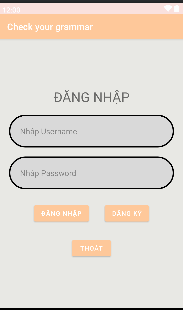 12:00
Check your grammar
ĐĂNG NHẬP
Nhập Username
Nhập Password
ĐĂNG NHẬP
ĐĂNG KÝ
THOÁT